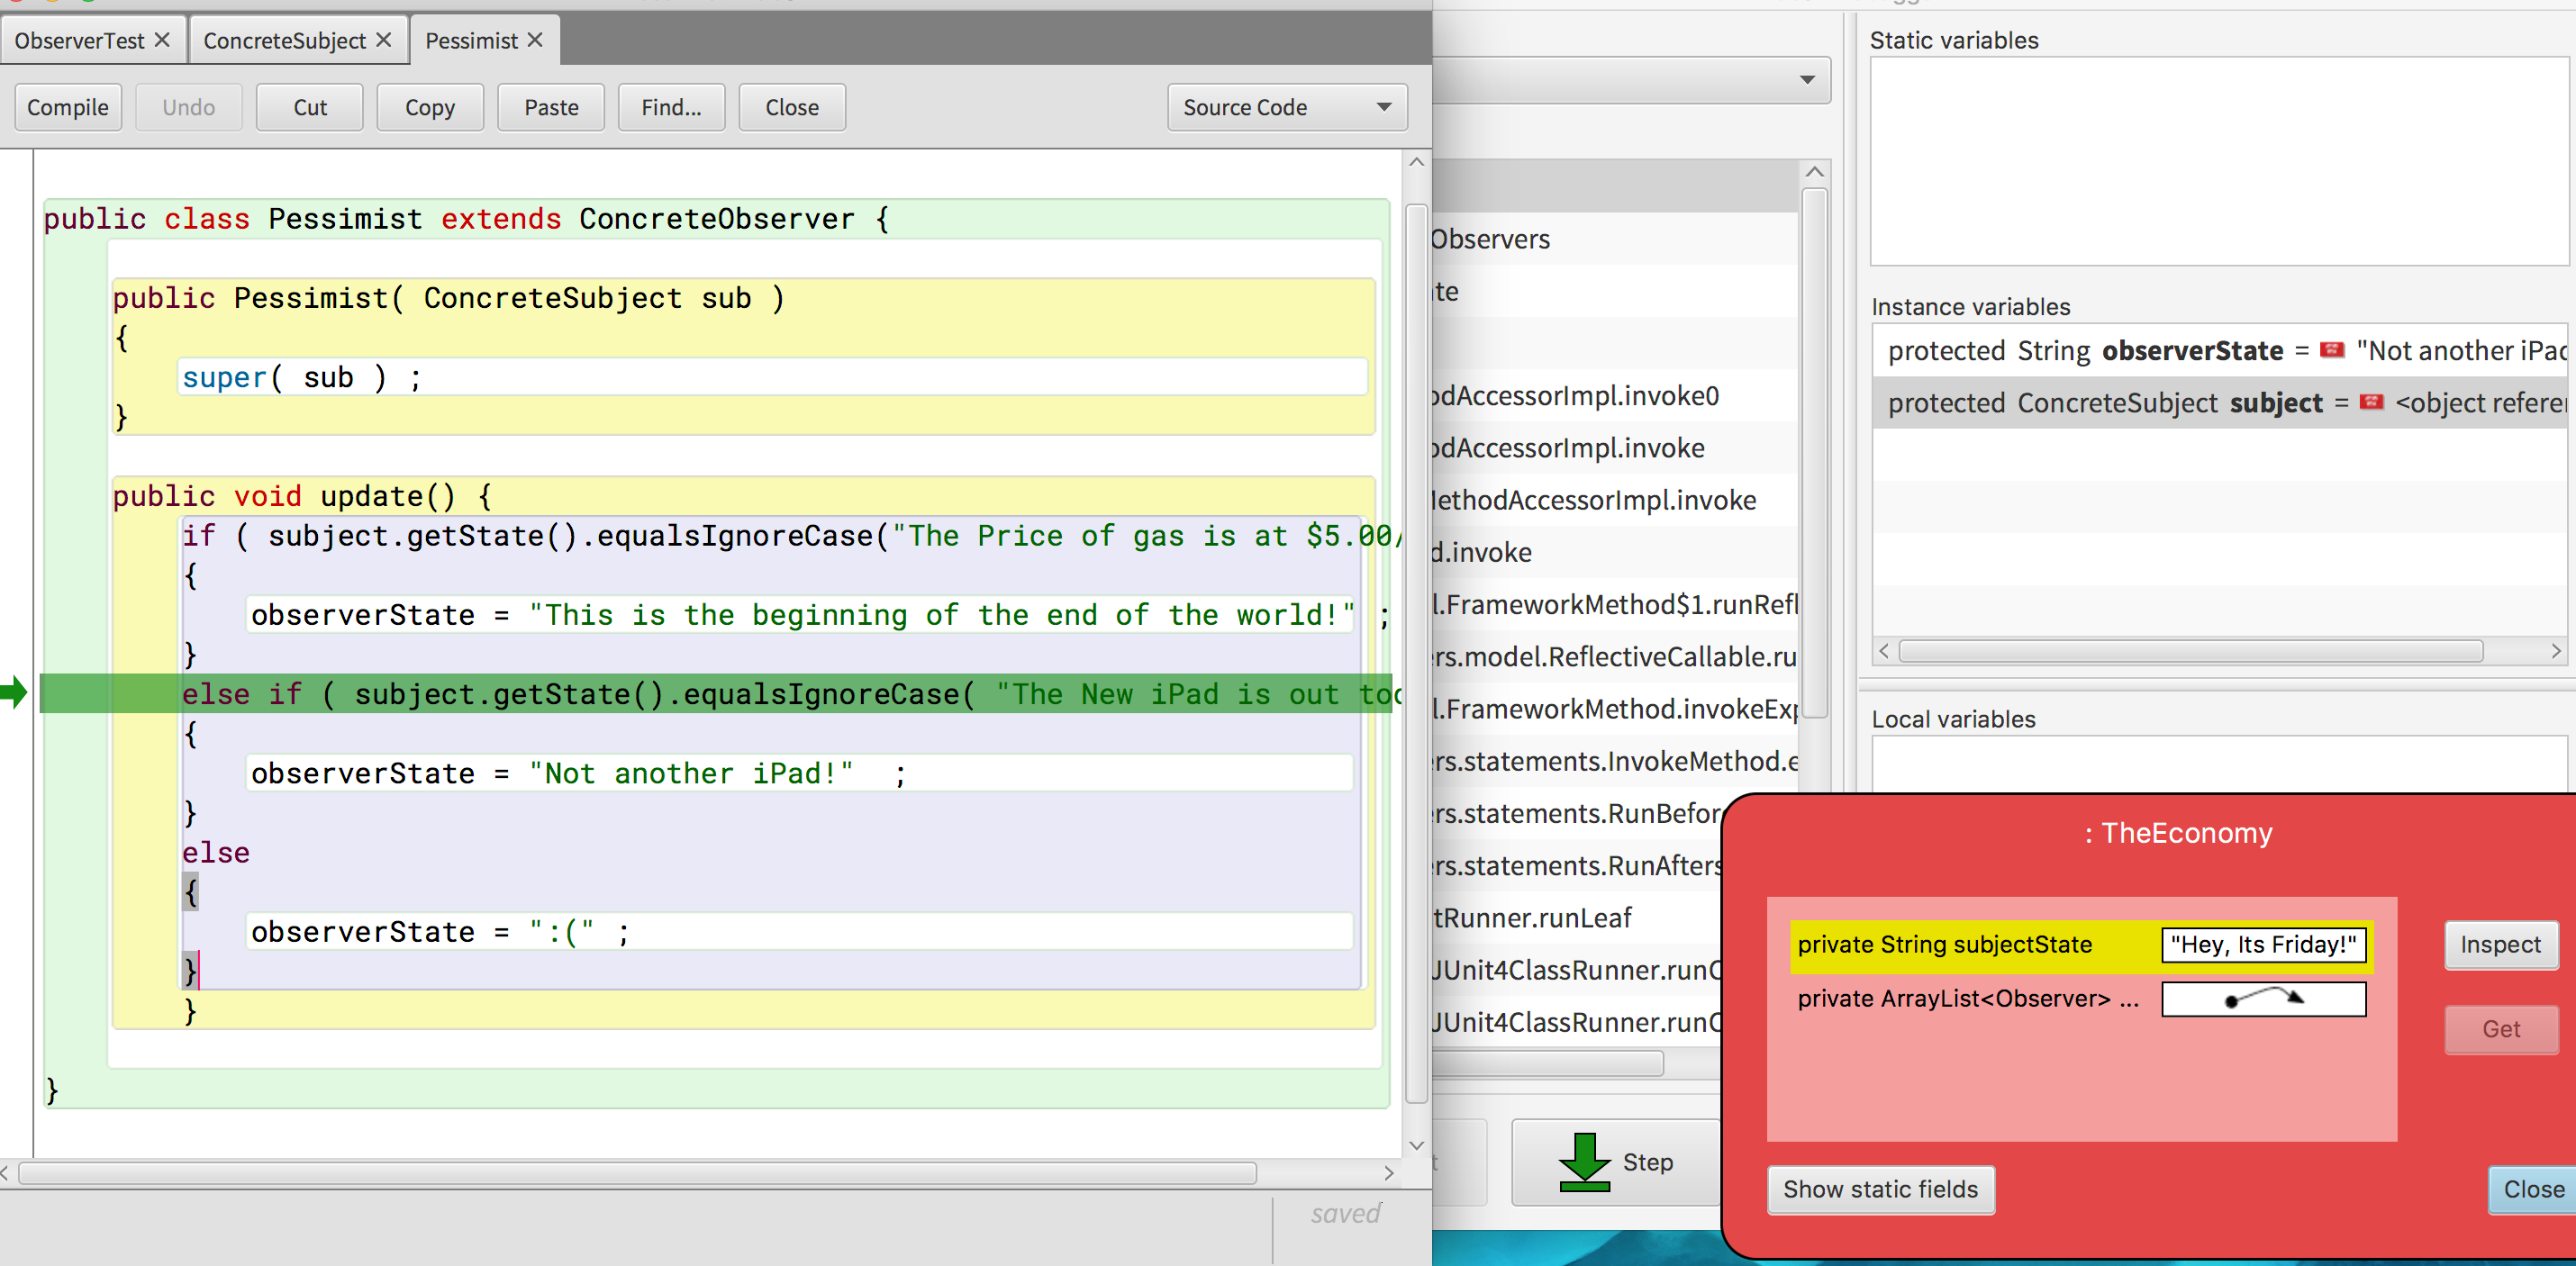 ObserverTest
ConcreteSubject
Pessimist
Compile
Undo
Cut
Copy
Paste
Find...
Close
Source Code
public class Pessimist extends ConcreteObserver {
public Pessimist( ConcreteSubject sub )
{
super( sub ) ;
}
public void update() {
if ( subject.getState().equalsIgnoreCase("The Price of gas is at $5.00/
{
observerState = "This is the beginning of the end of the world!" ;
}
else if ( subject.getState().equalsIgnoreCase( "The New iPad is out
{
observerState = "Not another iPad!"  ;
}
else
{
observerState = ":(" ;
}
}
}
saved
Observers
te
odAccessorImpl.invoke0
odAccessorImpl.invoke
MethodAccessorImpl.invoke
d.invoke
l.FrameworkMethod$1.runRefl
rs.model.ReflectiveCallable.ru
l.FrameworkMethod.invokeExp
rs.statements.InvokeMethod.e
rs.statements.RunBefor
rs.statements.RunAfters
tRunner.runLeaf
JUnit4ClassRunner.runC
JUnit4ClassRunner.runC
t
Step
Static variables
Instance variables
protected String observerState = "Not another iPad
protected ConcreteSubject subject = <object referen
Local variables
: TheEconomy
private String subjectState "Hey, Its Friday!"
private ArrayList<Observer> ...
Inspect
Get
Show static fields
Close